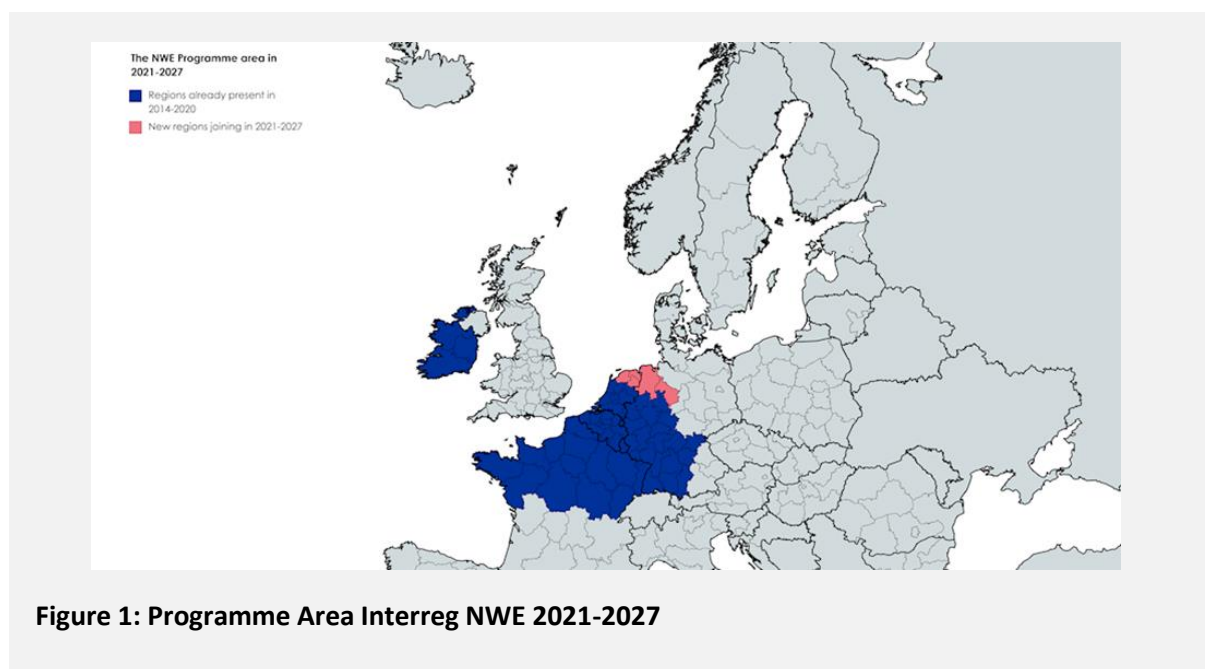 The NWE Programme area in
2021-2027
Regions already present in
2014-2020
New regions joining in 2021-2027
Figure 1: Programme Area Interreg NWE 2021-2027